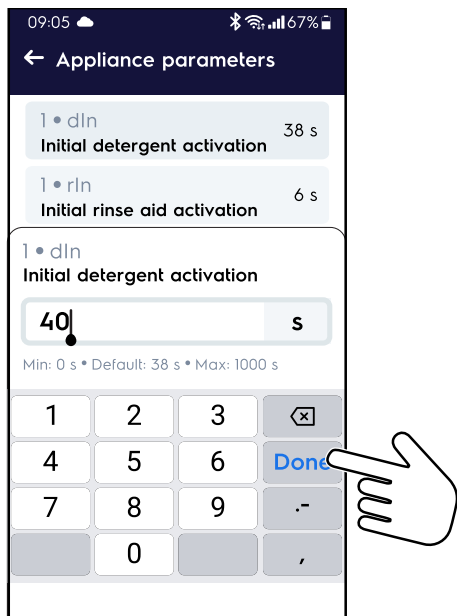 09:05 67%
← Appliance parameters
1 • dIn
Initial detergent activation
38 s
1 • rIn
Initial rinse aid activation
6 s
1 • dIn
Initial detergent activation
40 s
Min: 0 s • Default: 38 s • Max: 1000 s
1 2 3
4 5 6 Done
7 8 9 .-
0 ,